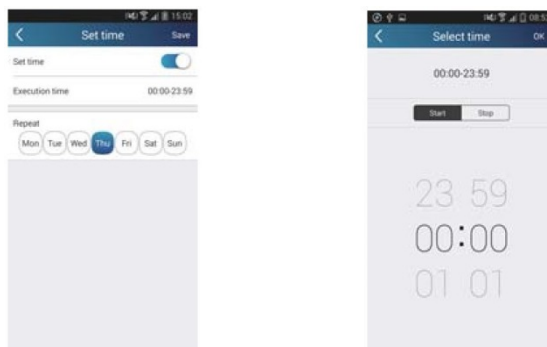 15:02
Set time Save
Set time
Execution time 00:00-23:59
Repeat
Mon Tue Wed Thu Fri Sat Sun
Select time OK
00:00-23:59
Start Stop
23 59
00:00
01 01